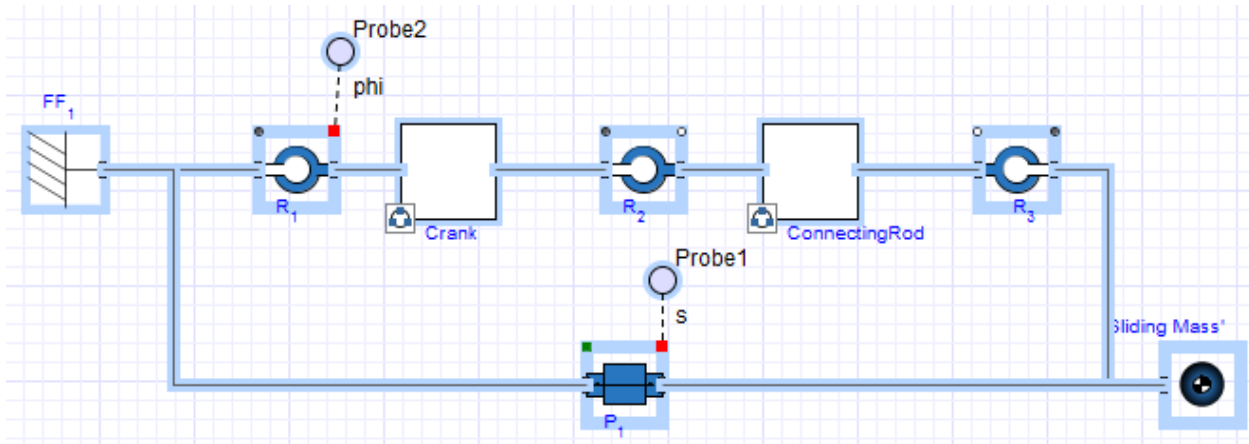 Probe2
phi
FF1
R1
Crank
R2
ConnectingRod
R3
Probe1
s
Sliding Mass"
P1